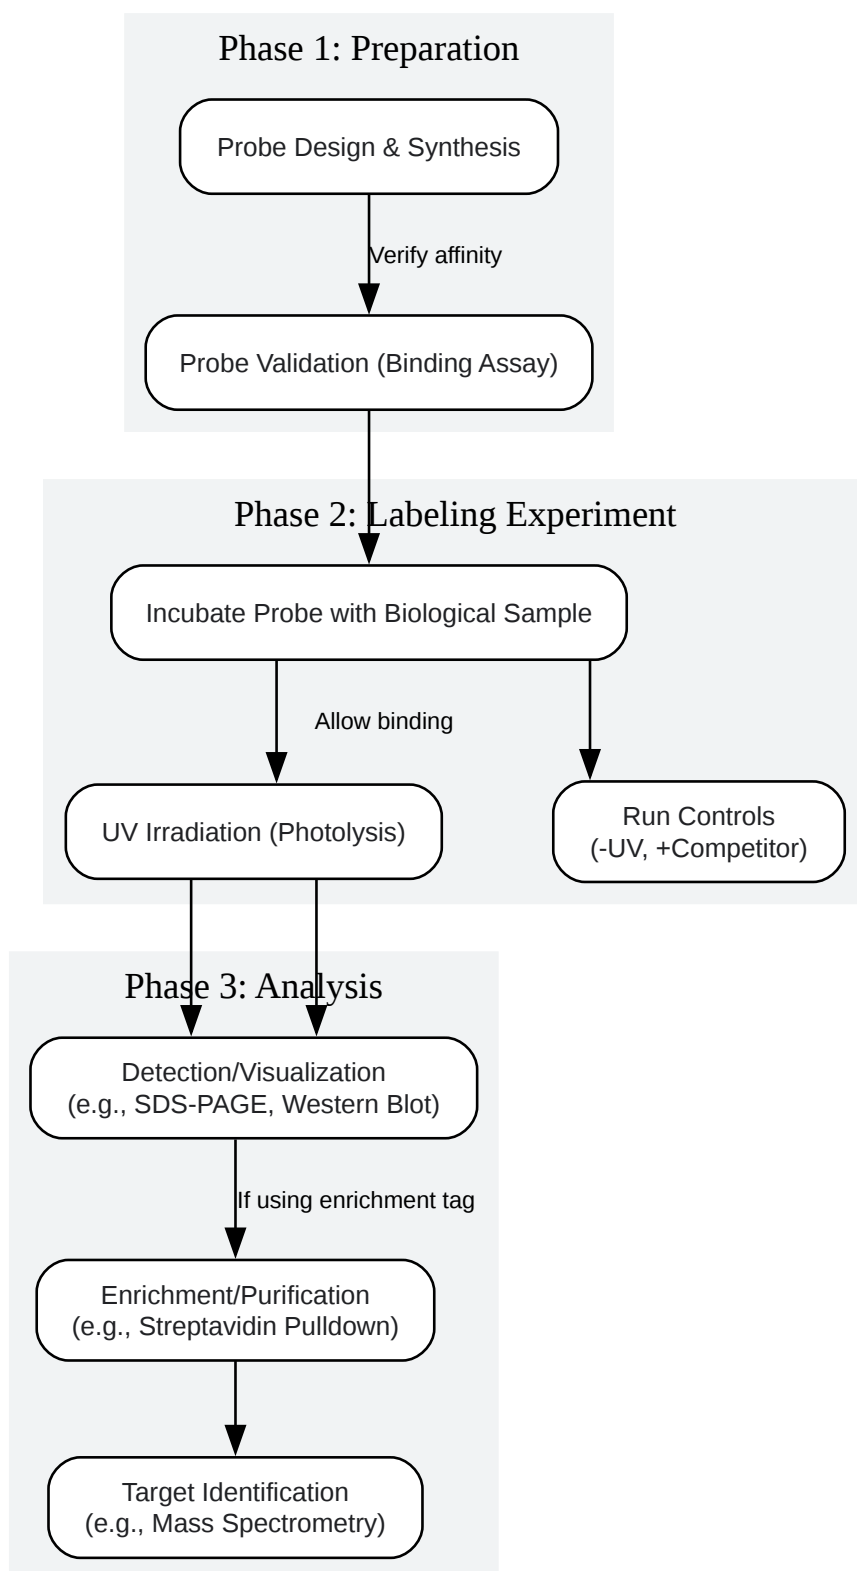 Phase 1: Preparation
Probe Design & Synthesis
Verify affinity
Probe Validation (Binding Assay)
Phase 2: Labeling Experiment
Incubate Probe with Biological Sample
Allow binding
UV Irradiation (Photolysis)
Run Controls
(-UV, +Competitor)
Phase 3: Analysis
Detection/Visualization
(e.g., SDS-PAGE, Western Blot)
If using enrichment tag
Enrichment/Purification
(e.g., Streptavidin Pulldown)
Target Identification
(e.g., Mass Spectrometry)